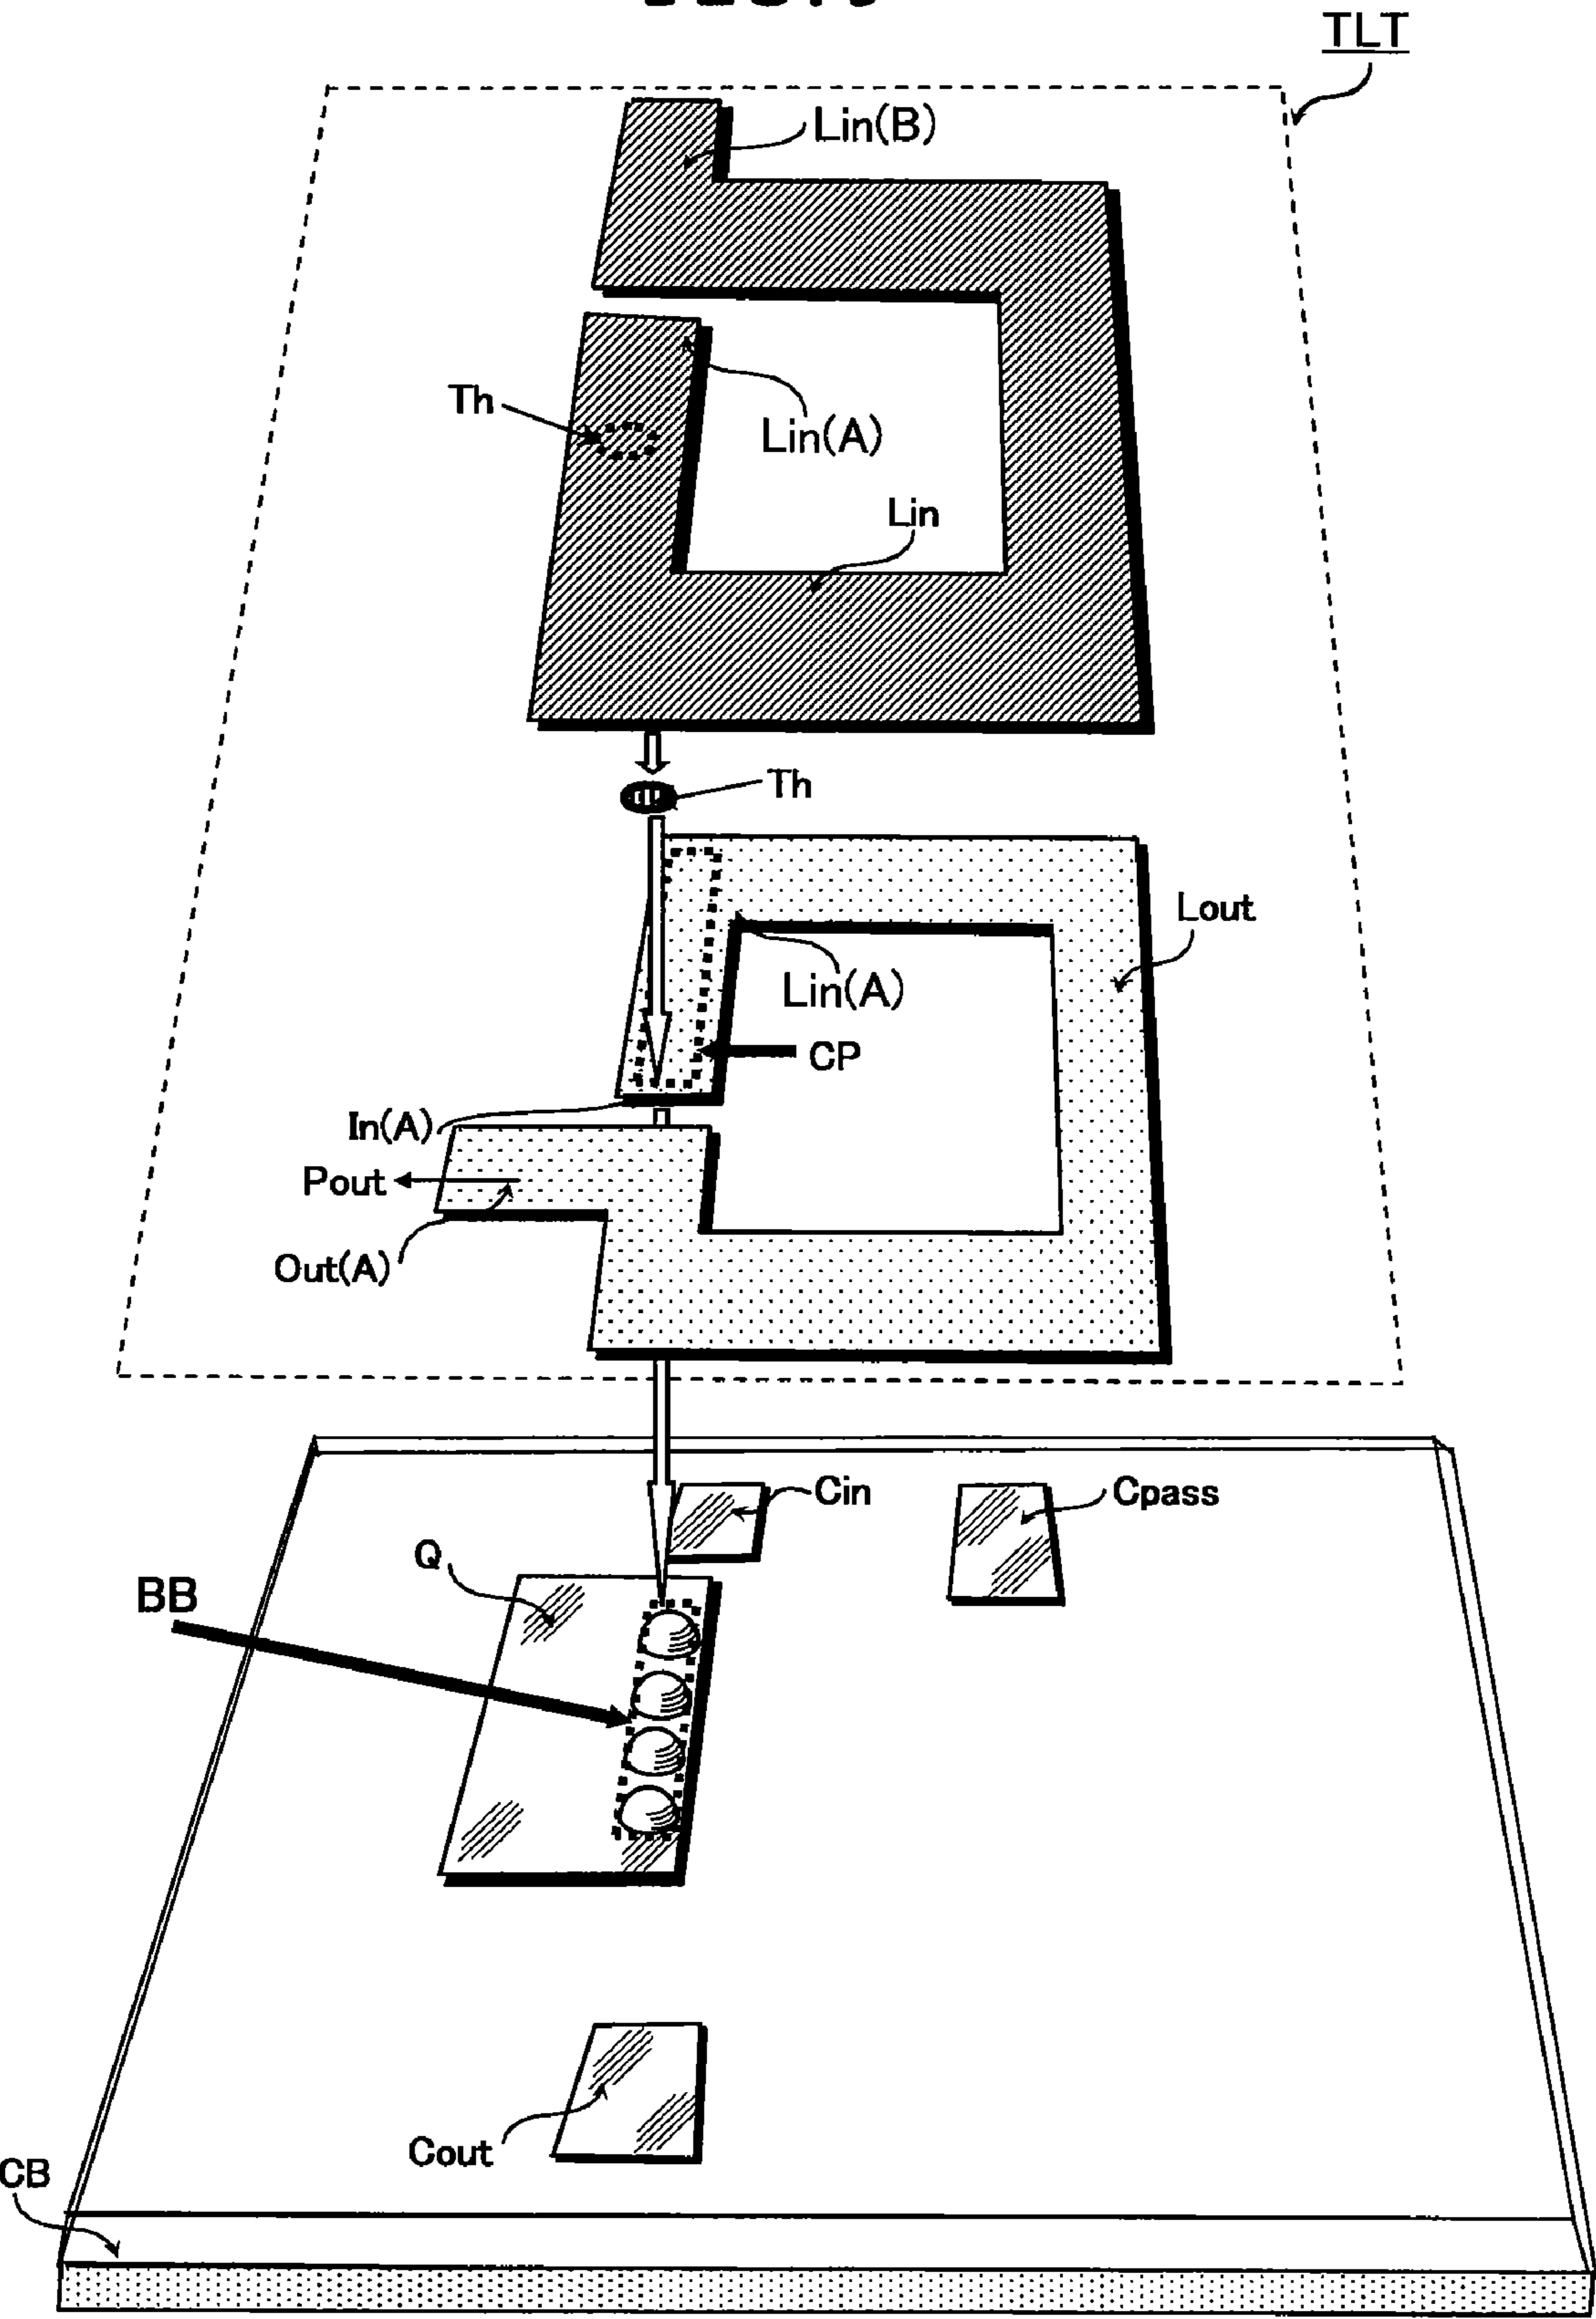 TLT
Lin(B)
Th
Lin(A)
Lin
Th
Lout
Lin(A)
CP
In(A)
Pout
Out(A)
Cin
Cpass
Q
BB
Cout
CB